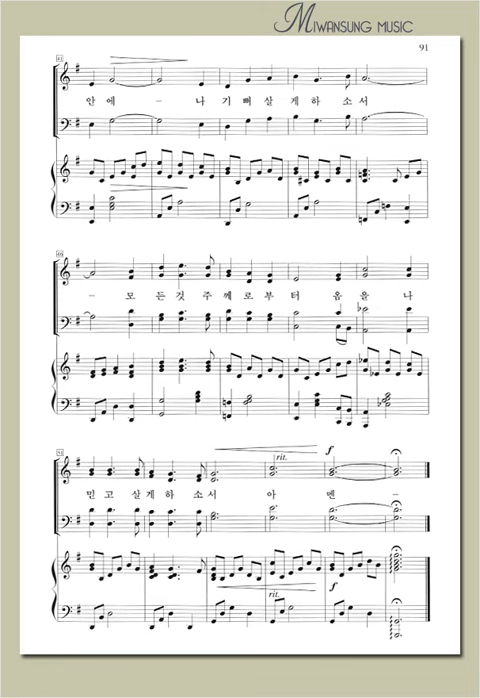 MIWANSUNG MUSIC
91
안 에 - 나 기 뻐 살 게 하 소 서
- 모 든 것 주 께 로 부 터 옴 을 나
rit. f
믿 고 살 게 하 소 서 아 멘 -
rit. f